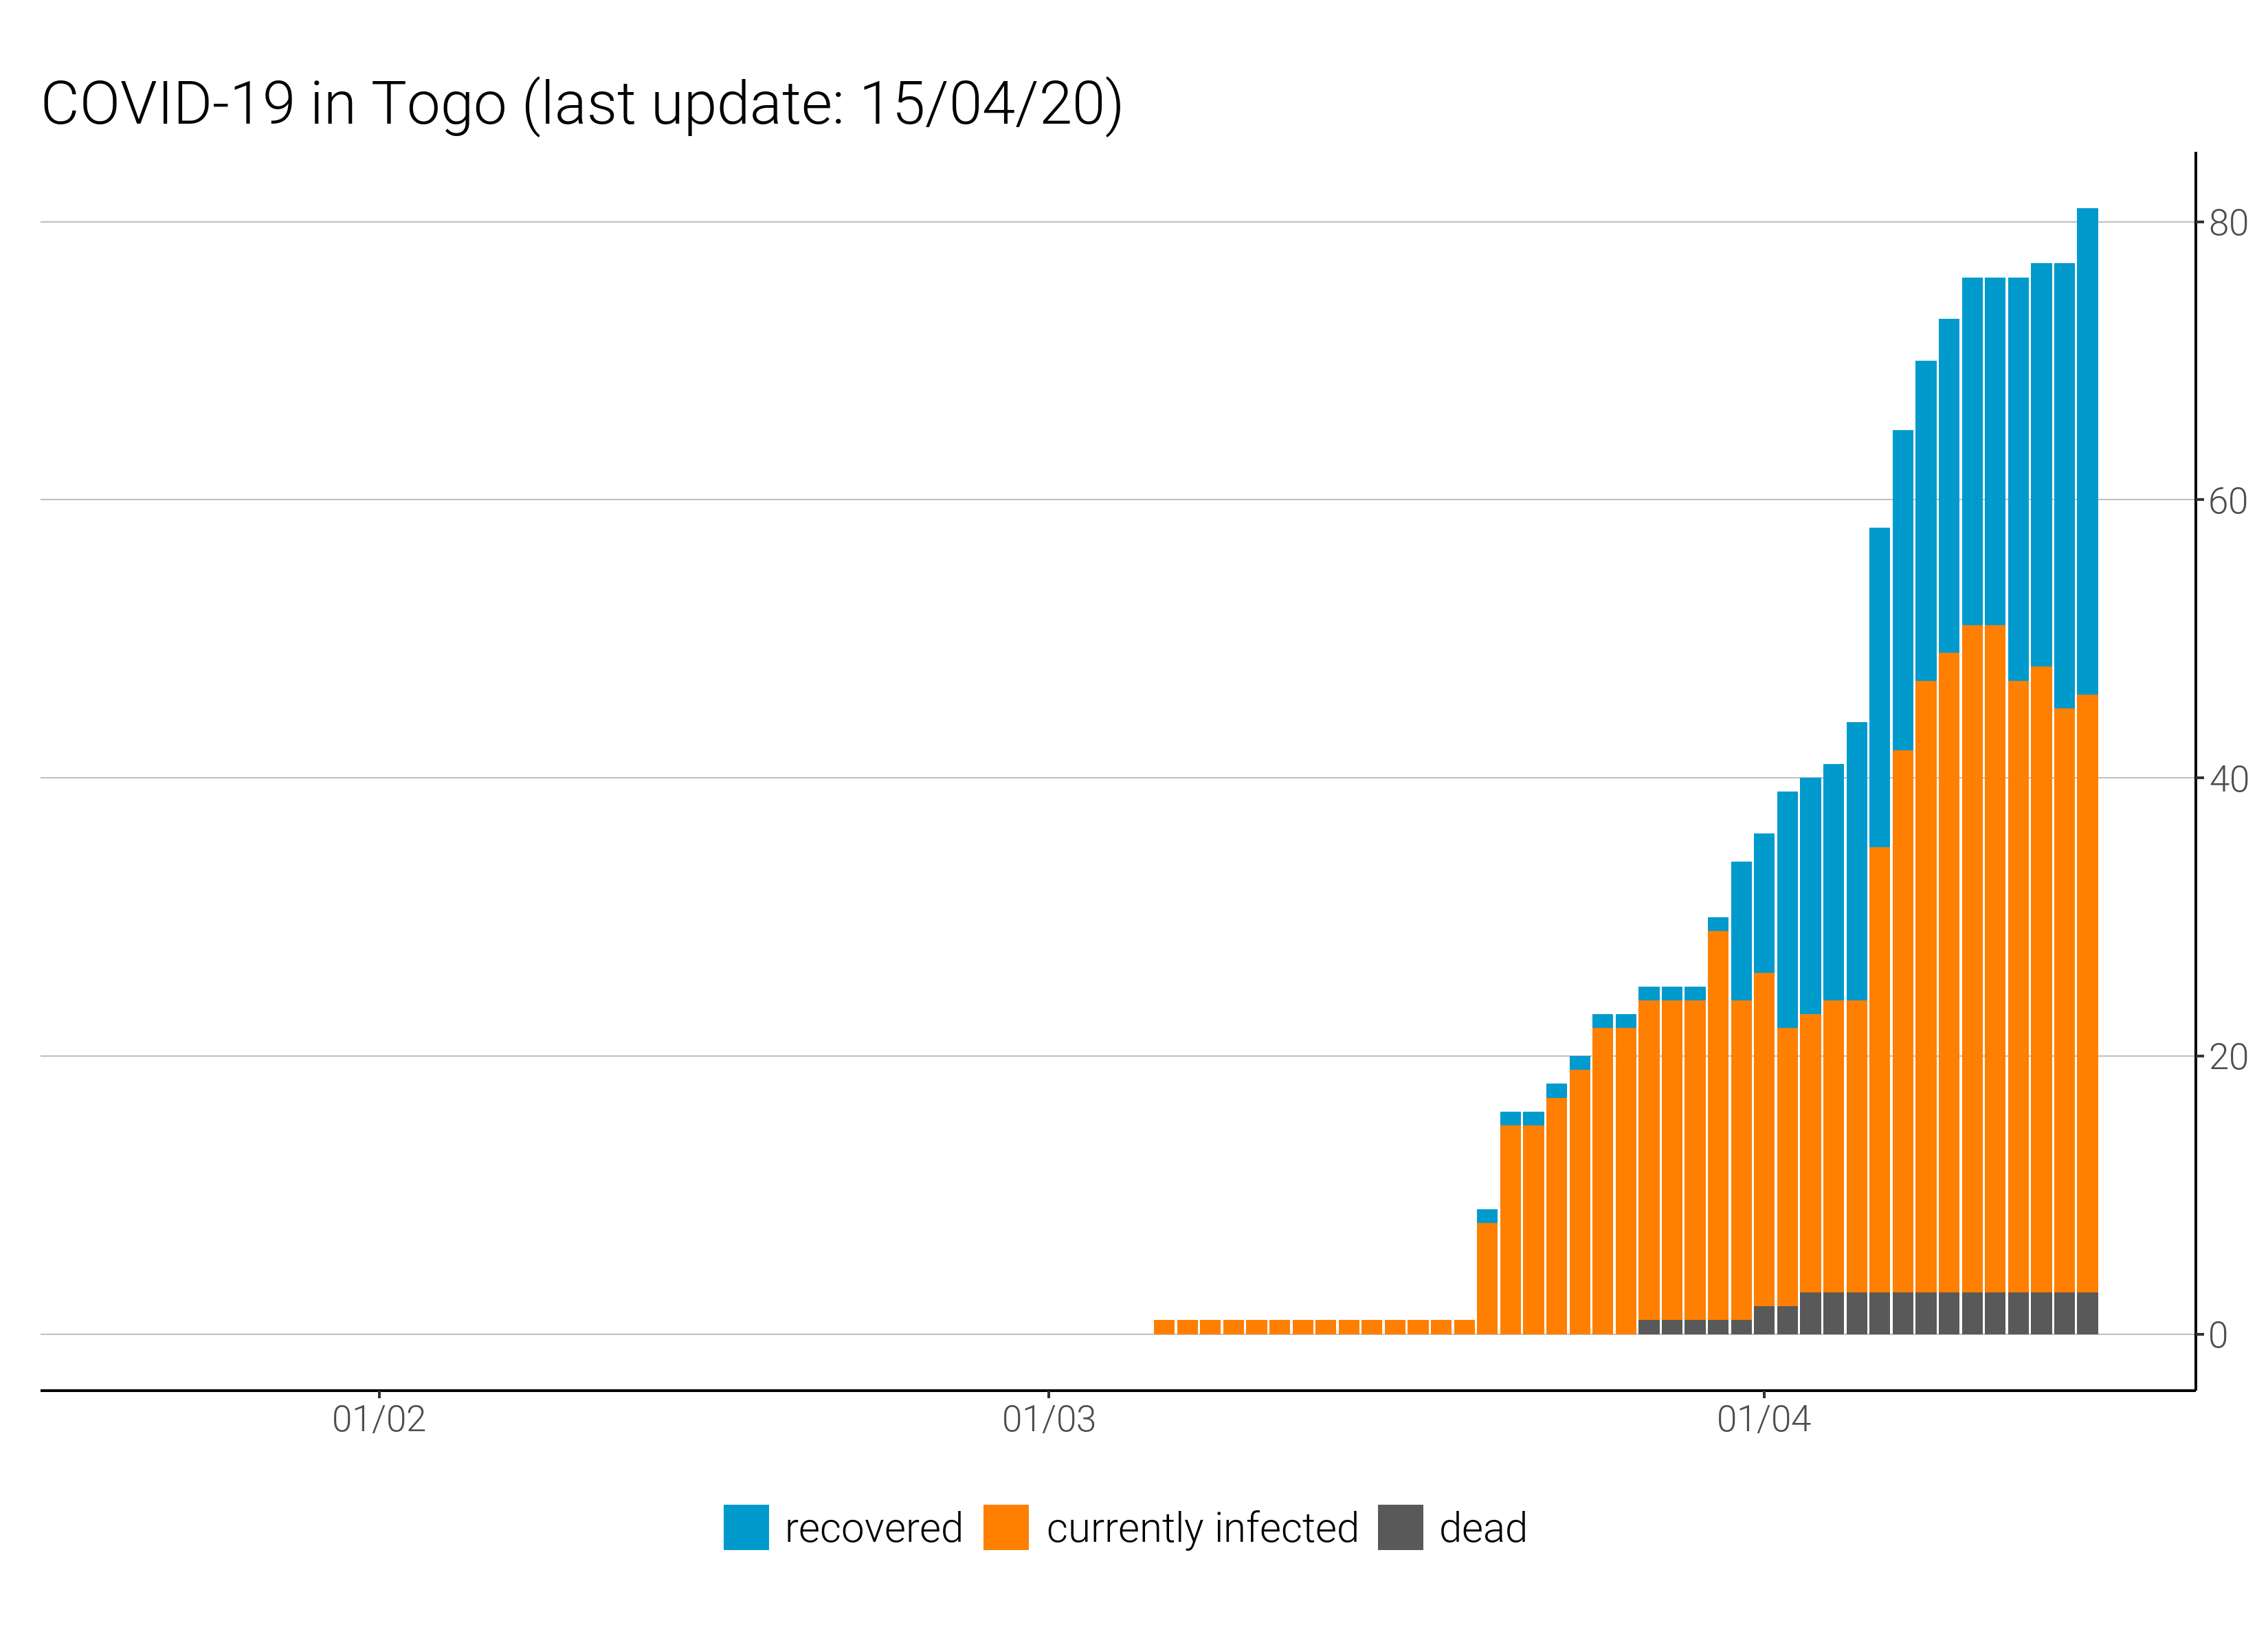 COVID-19 in Togo (last update: 15/04/20)
80
60
40
20
0
01/02 01/03 01/04
recovered currently infected dead